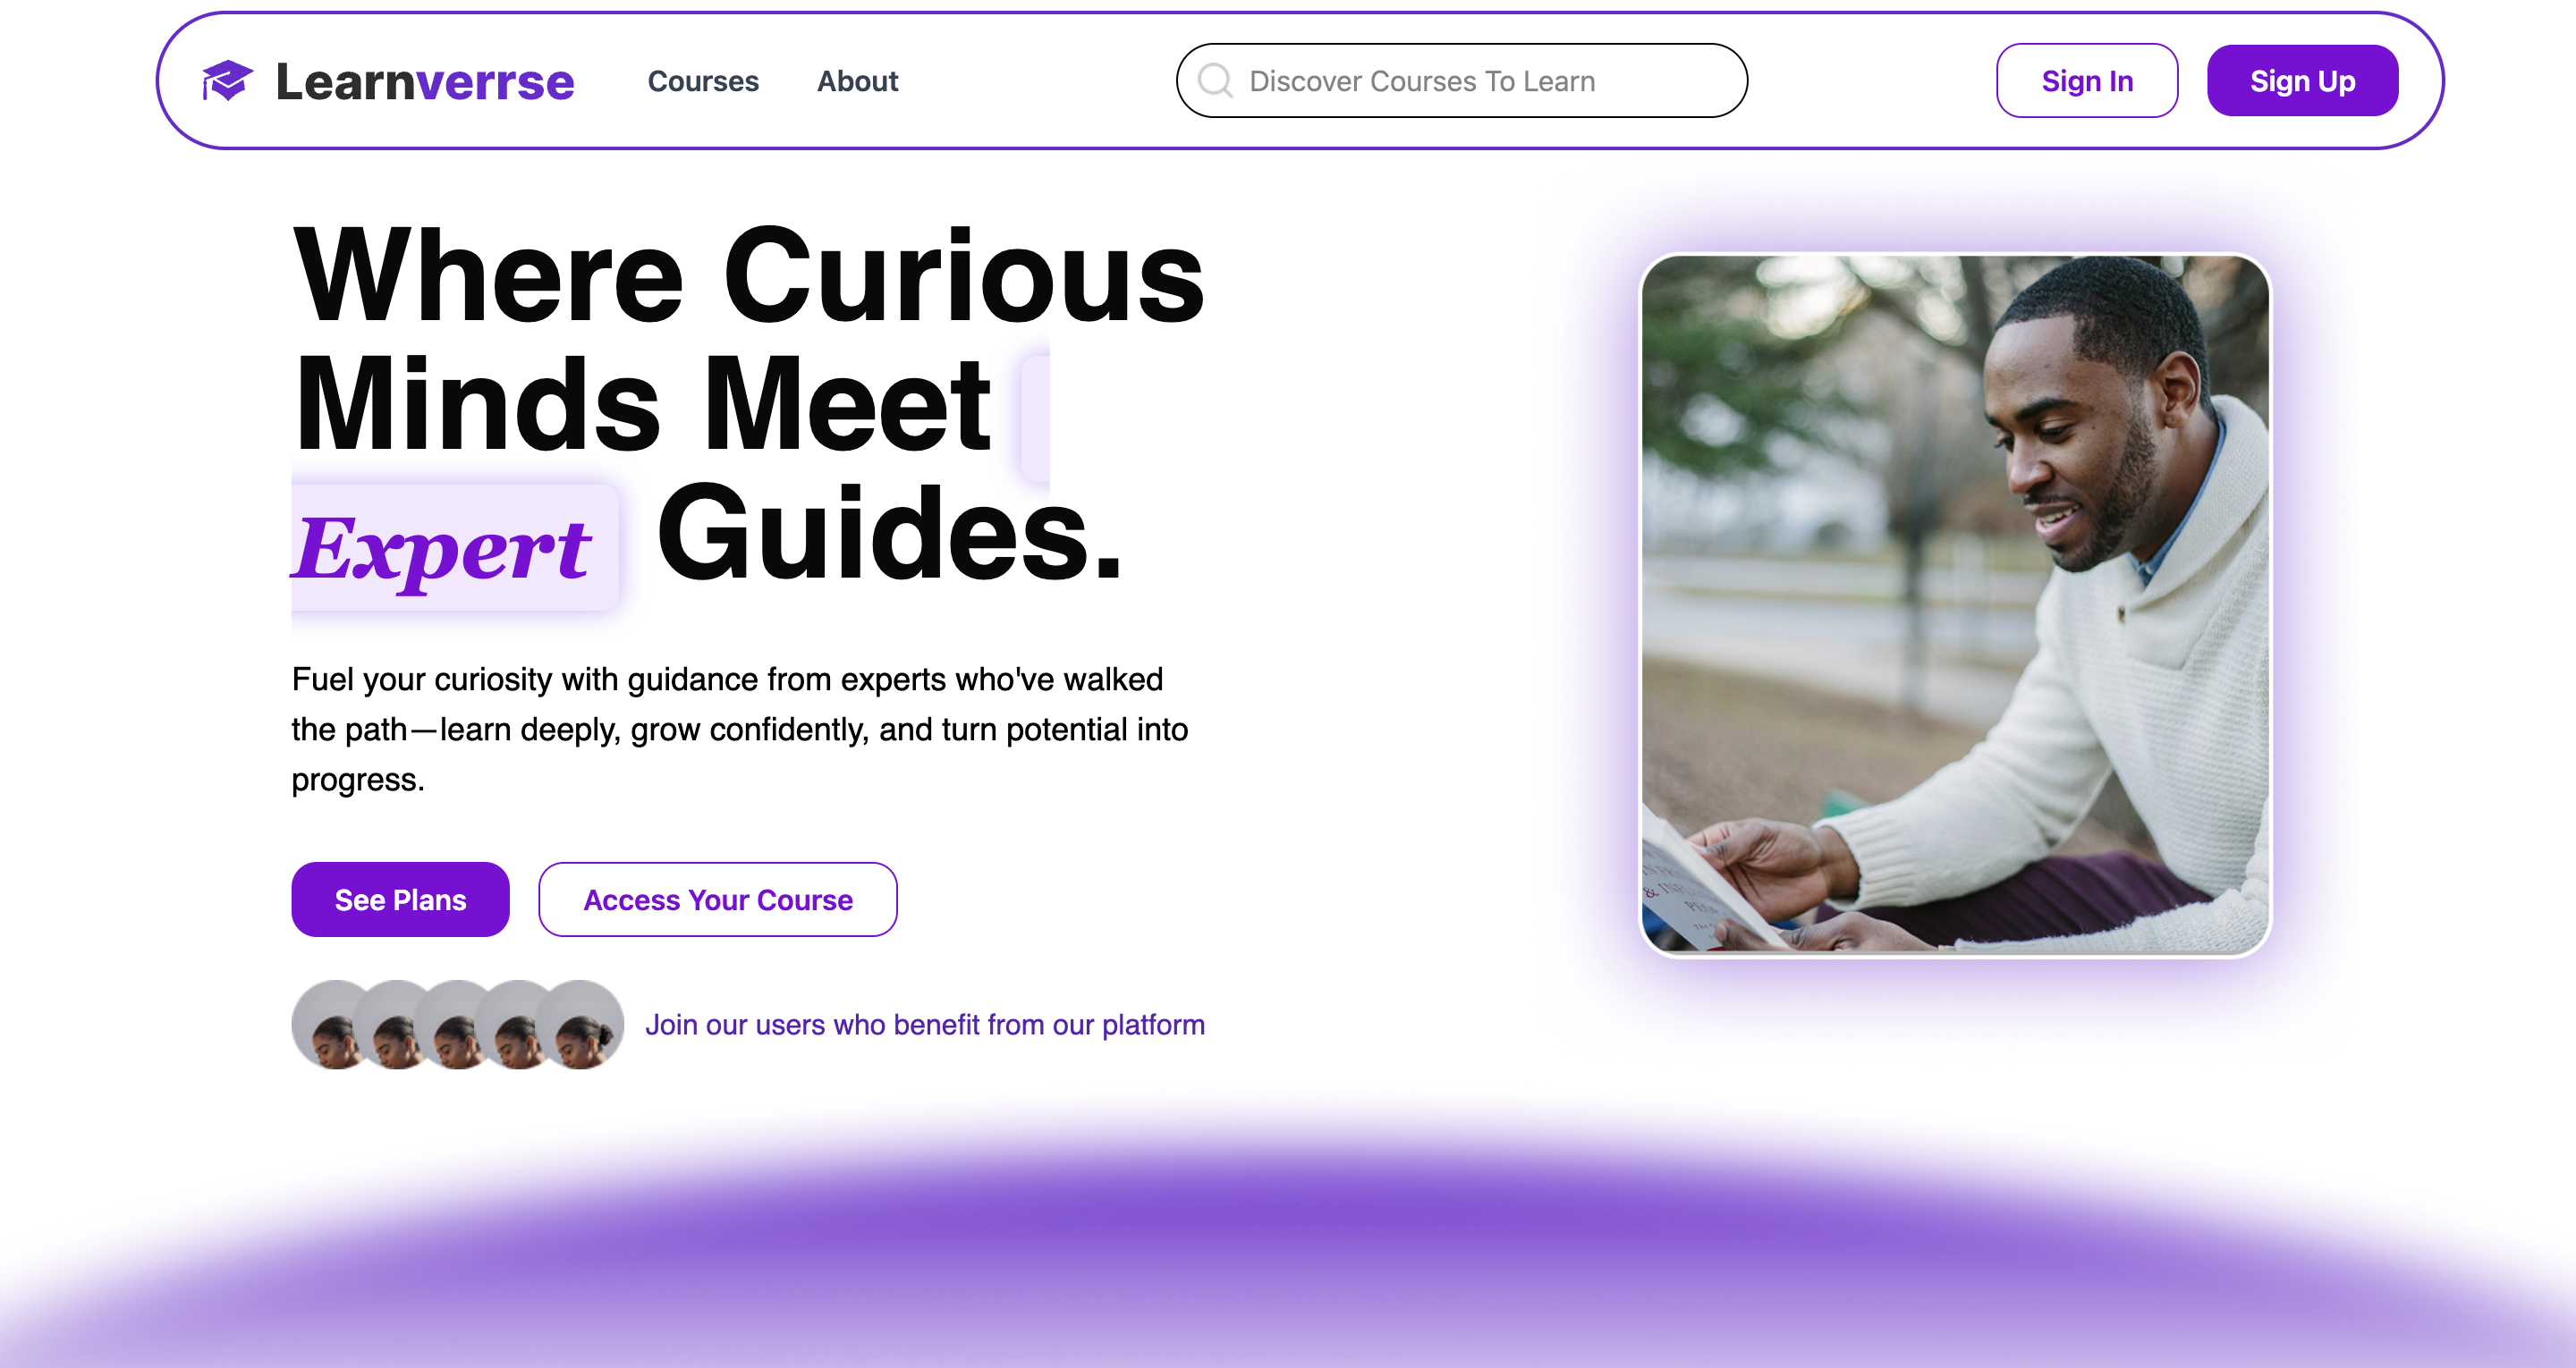 Learnverrse
Courses
About
Discover Courses To Learn
Sign In
Sign Up
Where Curious
Minds Meet
Expert Guides.
Fuel your curiosity with guidance from experts who've walked
the path—learn deeply, grow confidently, and turn potential into
progress.
See Plans
Access Your Course
Join our users who benefit from our platform